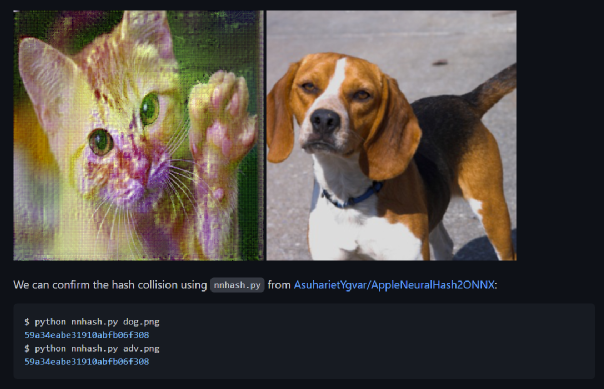 We can confirm the hash collision using nnhash.py from AsuharietYgvar/AppleNeuralHash2ONNX:
$ python nnhash.py dog.png
59a34eabe31910abfb06f308
$ python nnhash.py adv.png
59a34eabe31910abfb06f308